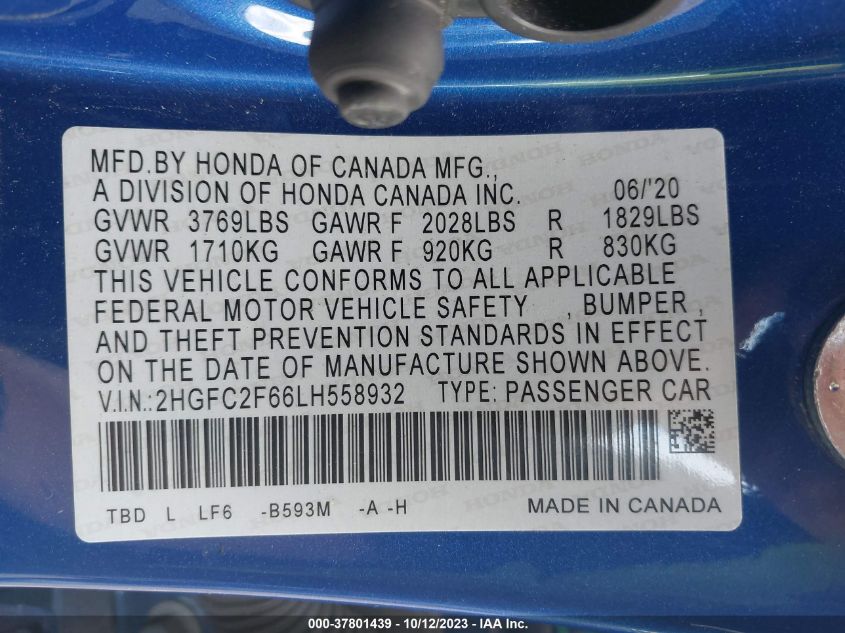 MFD.BY HONDA OF CANADA MFG.,
A DIVISION OF HONDA CANADA INC. 06/'20
GVWR 3769LBS GAWR F 2028LBS R 1829LBS
GVWR 1710KG GAWR F 920KG R 830KG
THIS VEHICLE CONFORMS TO ALL APPLICABLE
FEDERAL MOTOR VEHICLE SAFETY , BUMPER ,
AND THEFT PREVENTION STANDARDS IN EFFECT
ON THE DATE OF MANUFACTURE SHOWN ABOVE.
V.I.N.:2HGFC2F66LH558932 TYPE: PASSENGER CAR
TBD L LF6 -B593M -A -H MADE IN CANADA
000-37801439 - 10/12/2023 - IAA Inc.